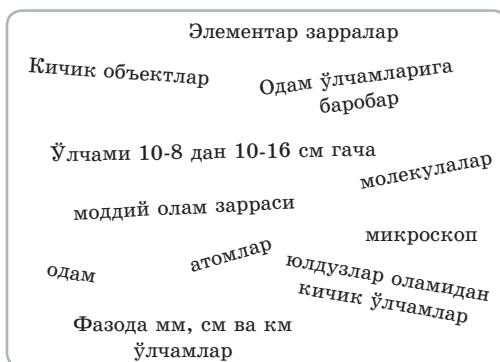 Элементар зарралар
Кичик объектлар
Одам ўлчамларига
баробар
Ўлчами 10-8 дан 10-16 см гача
молекулалар
моддий олам зарраси
микроскоп
атомлар
одам
юлдузлар оламидан
кичик ўлчамлар
Фазода мм, см ва км
ўлчамлар